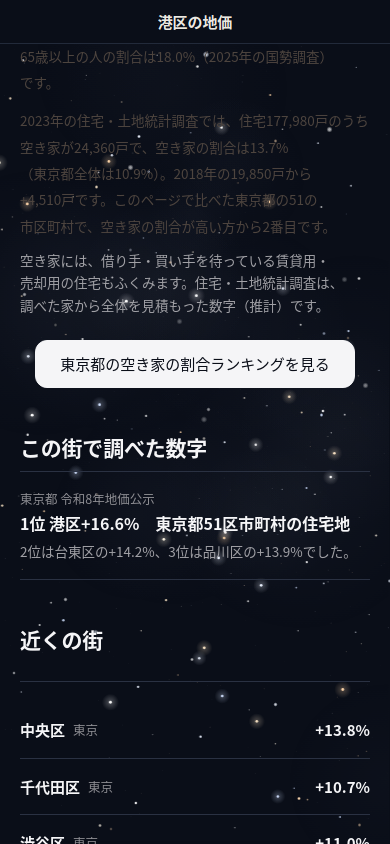 港区の地価
65歳以上の人の割合は18.0%（2025年の国勢調査）
です。
2023年の住宅・土地統計調査では、住宅177,980戸のうち
空き家が24,360戸で、空き家の割合は13.7%
（東京都全体は10.9%）。2018年の19,850戸から
+4,510戸です。このページで比べた東京都の51の
市区町村で、空き家の割合が高い方から2番目です。
空き家には、借り手・買い手を待っている賃貸用・
売却用の住宅もふくみます。住宅・土地統計調査は、
調べた家から全体を見積もった数字（推計）です。
東京都の空き家の割合ランキングを見る
この街で調べた数字
東京都 令和8年地価公示
1位 港区+16.6%　東京都51区市町村の住宅地
2位は台東区の+14.2%、3位は品川区の+13.9%でした。
近くの街
中央区 東京 +13.8%
千代田区 東京 +10.7%
渋谷区 東京 +11.0%